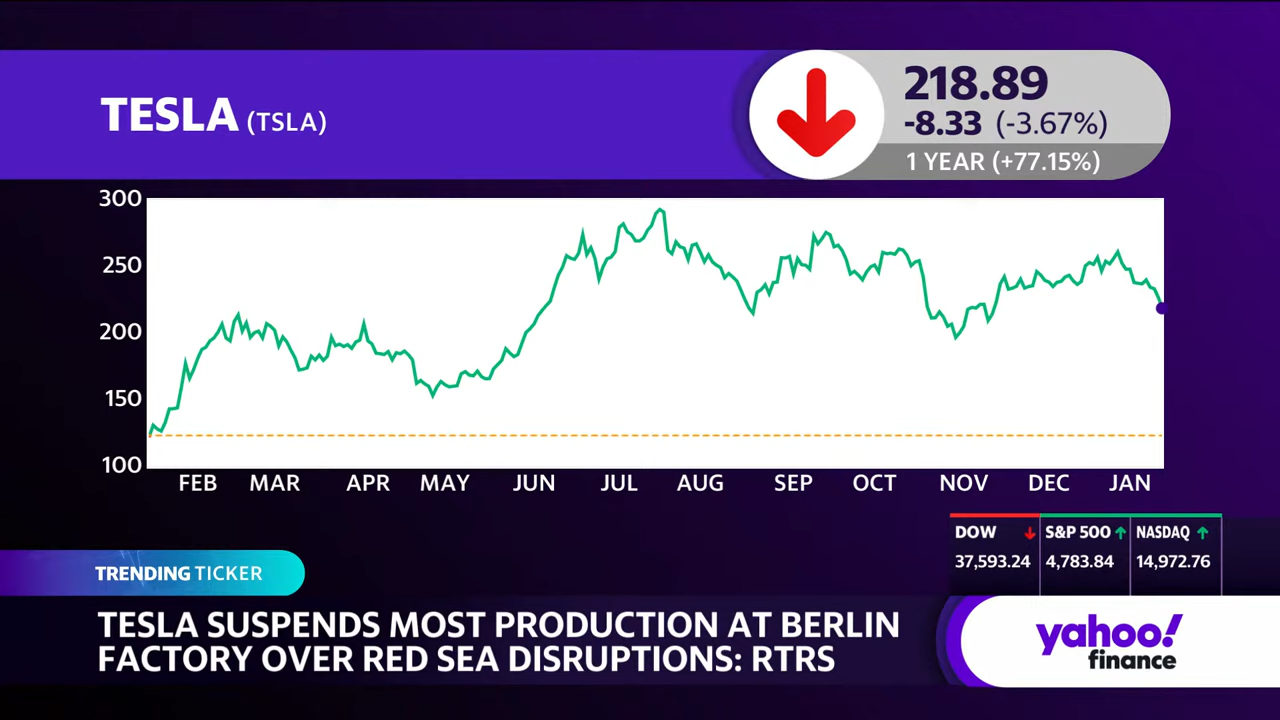 TESLA (TSLA)
218.89
-8.33 (-3.67%)
1 YEAR (+77.15%)
300
250
200
150
100
FEB MAR APR MAY JUN JUL AUG SEP OCT NOV DEC JAN
DOW S&P 500 NASDAQ
37,593.24 4,783.84 14,972.76
TRENDING TICKER
TESLA SUSPENDS MOST PRODUCTION AT BERLIN
FACTORY OVER RED SEA DISRUPTIONS: RTRS
yahoo!
finance